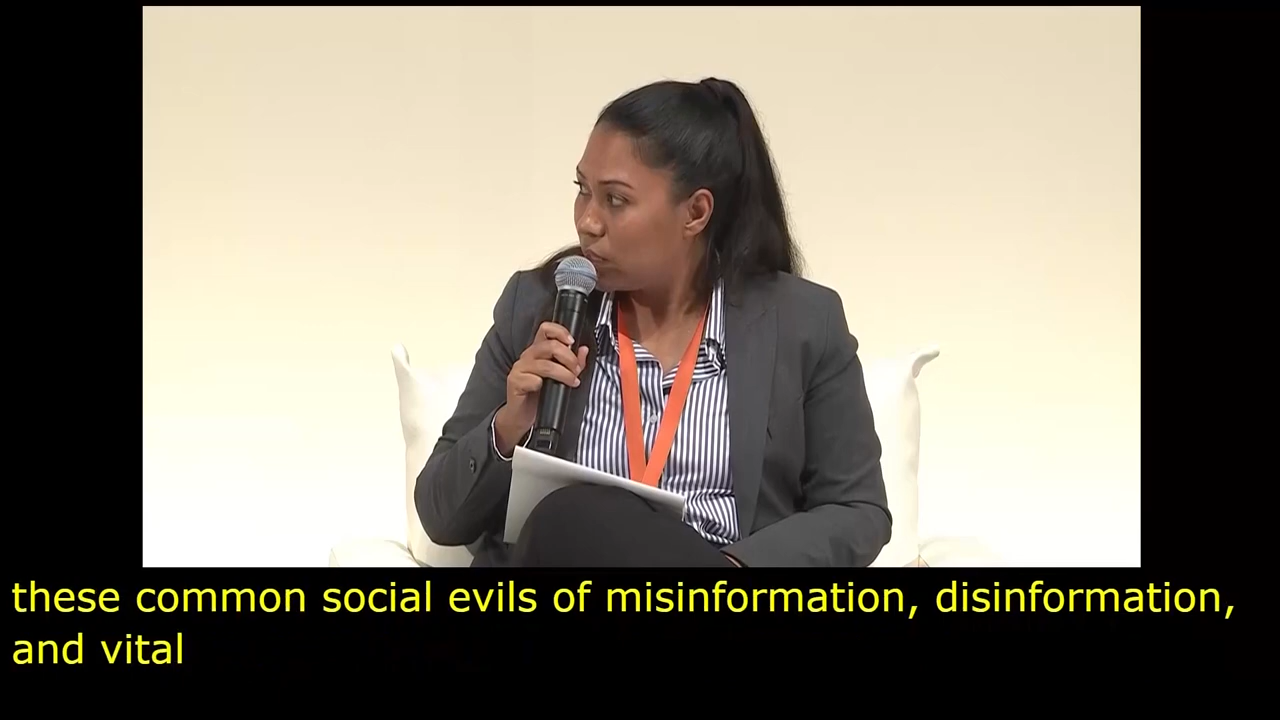 these common social evils of misinformation, disinformation,
and vital